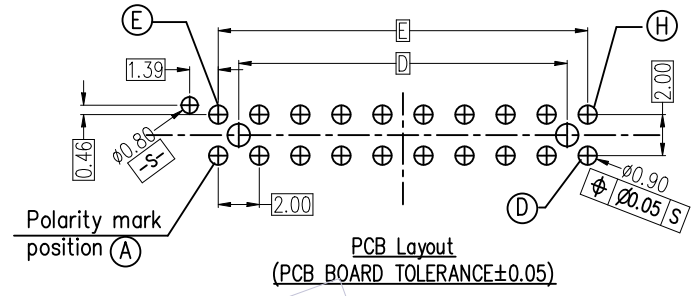 E
E
H
D
1.39
2.00
0.46
Ø0.80
-S-
2.00
Ø0.90
Ø0.05 S
D
Polarity mark
position A
PCB Layout
(PCB BOARD TOLERANCE±0.05)